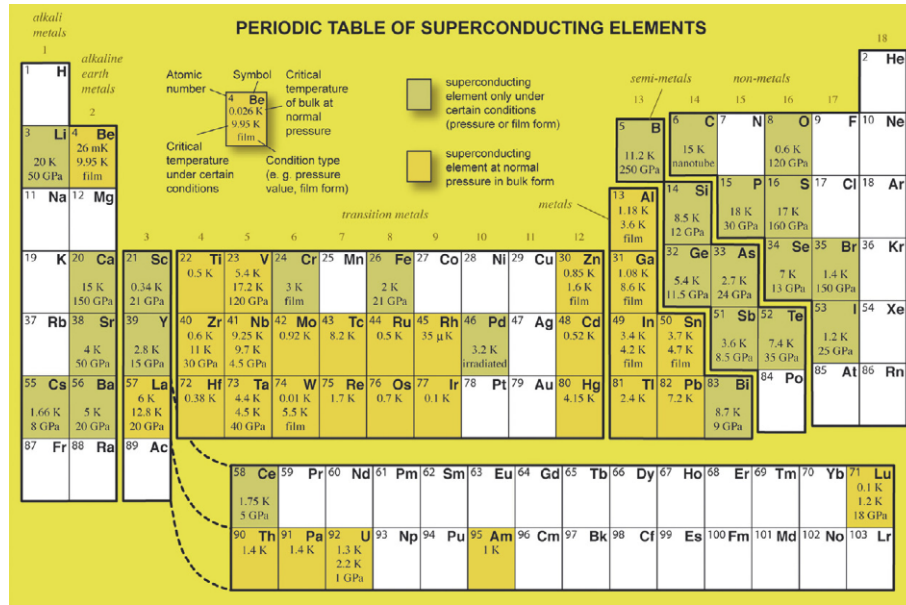 PERIODIC TABLE OF SUPERCONDUCTING ELEMENTS
alkali
metals
1
alkaline
earth
metals
2
Atomic
number
Symbol
Critical
temperature
of bulk at
normal
pressure
4 Be
0.026 K
9.95 K
film
Critical
temperature
under certain
conditions
Condition type
(e. g. pressure
value, film form)
superconducting
element only under
certain conditions
(pressure or film form)
superconducting
element at normal
pressure in bulk form
semi-metals
non-metals
metals
transition metals
18
13 14 15 16 17
3 4 5 6 7 8 9 10 11 12
1 H
2 He
3 Li
20 K
50 GPa
4 Be
26 mK
9.95 K
film
5 B
11.2 K
250 GPa
6 C
15 K
nanotube
7 N
8 O
0.6 K
120 GPa
9 F
10 Ne
11 Na
12 Mg
13 Al
1.18 K
3.6 K
film
14 Si
8.5 K
12 GPa
15 P
18 K
30 GPa
16 S
17 K
160 GPa
17 Cl
18 Ar
19 K
20 Ca
15 K
150 GPa
21 Sc
0.34 K
21 GPa
22 Ti
0.5 K
23 V
5.4 K
17.2 K
120 GPa
24 Cr
3 K
film
25 Mn
26 Fe
2 K
21 GPa
27 Co
28 Ni
29 Cu
30 Zn
0.85 K
1.6 K
film
31 Ga
1.08 K
8.6 K
film
32 Ge
5.4 K
11.5 GPa
33 As
2.7 K
24 GPa
34 Se
7 K
13 GPa
35 Br
1.4 K
150 GPa
36 Kr
37 Rb
38 Sr
4 K
50 GPa
39 Y
2.8 K
15 GPa
40 Zr
0.6 K
11 K
30 GPa
41 Nb
9.25 K
9.7 K
4.5 GPa
42 Mo
0.92 K
43 Tc
8.2 K
44 Ru
0.5 K
45 Rh
35 µK
46 Pd
3.2 K
irradiated
47 Ag
48 Cd
0.52 K
49 In
3.4 K
4.2 K
film
50 Sn
3.7 K
4.7 K
film
51 Sb
3.6 K
8.5 GPa
52 Te
7.4 K
35 GPa
53 I
1.2 K
25 GPa
54 Xe
55 Cs
1.66 K
8 GPa
56 Ba
5 K
20 GPa
57 La
6 K
12.8 K
20 GPa
72 Hf
0.38 K
73 Ta
4.4 K
4.5 K
40 GPa
74 W
0.01 K
5.5 K
film
75 Re
1.7 K
76 Os
0.7 K
77 Ir
0.1 K
78 Pt
79 Au
80 Hg
4.15 K
81 Tl
2.4 K
82 Pb
7.2 K
83 Bi
8.7 K
9 GPa
84 Po
85 At
86 Rn
87 Fr
88 Ra
89 Ac
58 Ce
1.75 K
5 GPa
59 Pr
60 Nd
61 Pm
62 Sm
63 Eu
64 Gd
65 Tb
66 Dy
67 Ho
68 Er
69 Tm
70 Yb
71 Lu
0.1 K
1.2 K
18 GPa
90 Th
1.4 K
91 Pa
1.4 K
92 U
1.3 K
2.2 K
1 GPa
93 Np
94 Pu
95 Am
1 K
96 Cm
97 Bk
98 Cf
99 Es
100 Fm
101 Md
102 No
103 Lr